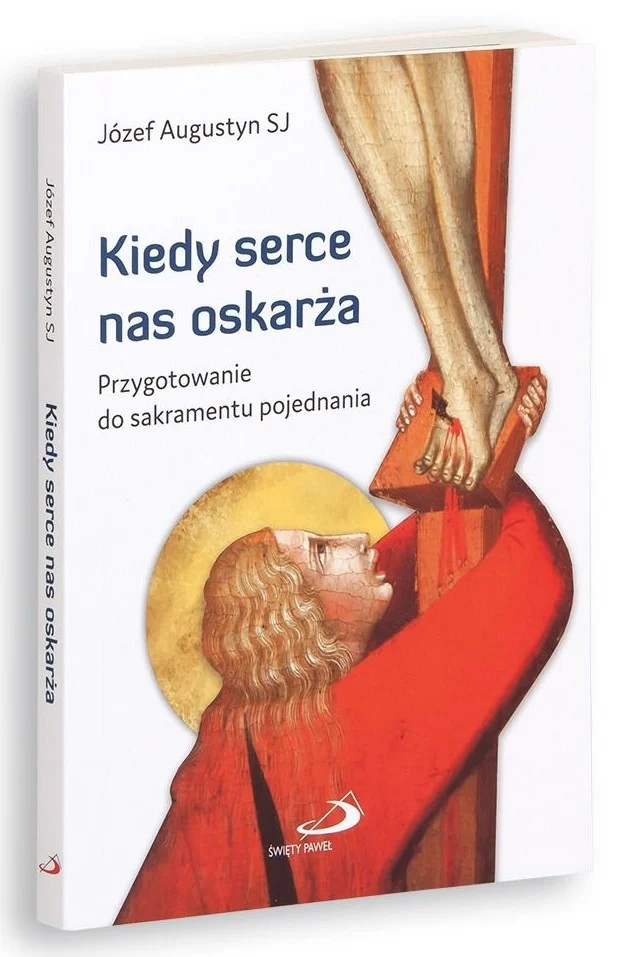 Józef Augustyn SJ
Kiedy serce
nas oskarża
Przygotowanie
do sakramentu pojednania
ŚWIĘTY PAWEŁ
Józef Augustyn SJ
Kiedy serce nas oskarża